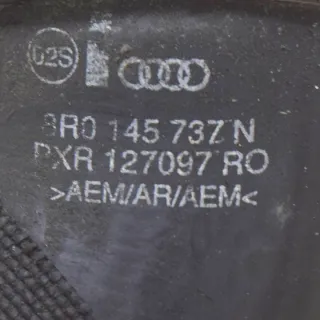 02S
8R0 145 737 N
PXR 127097 RO
>AEM/AR/AEM<